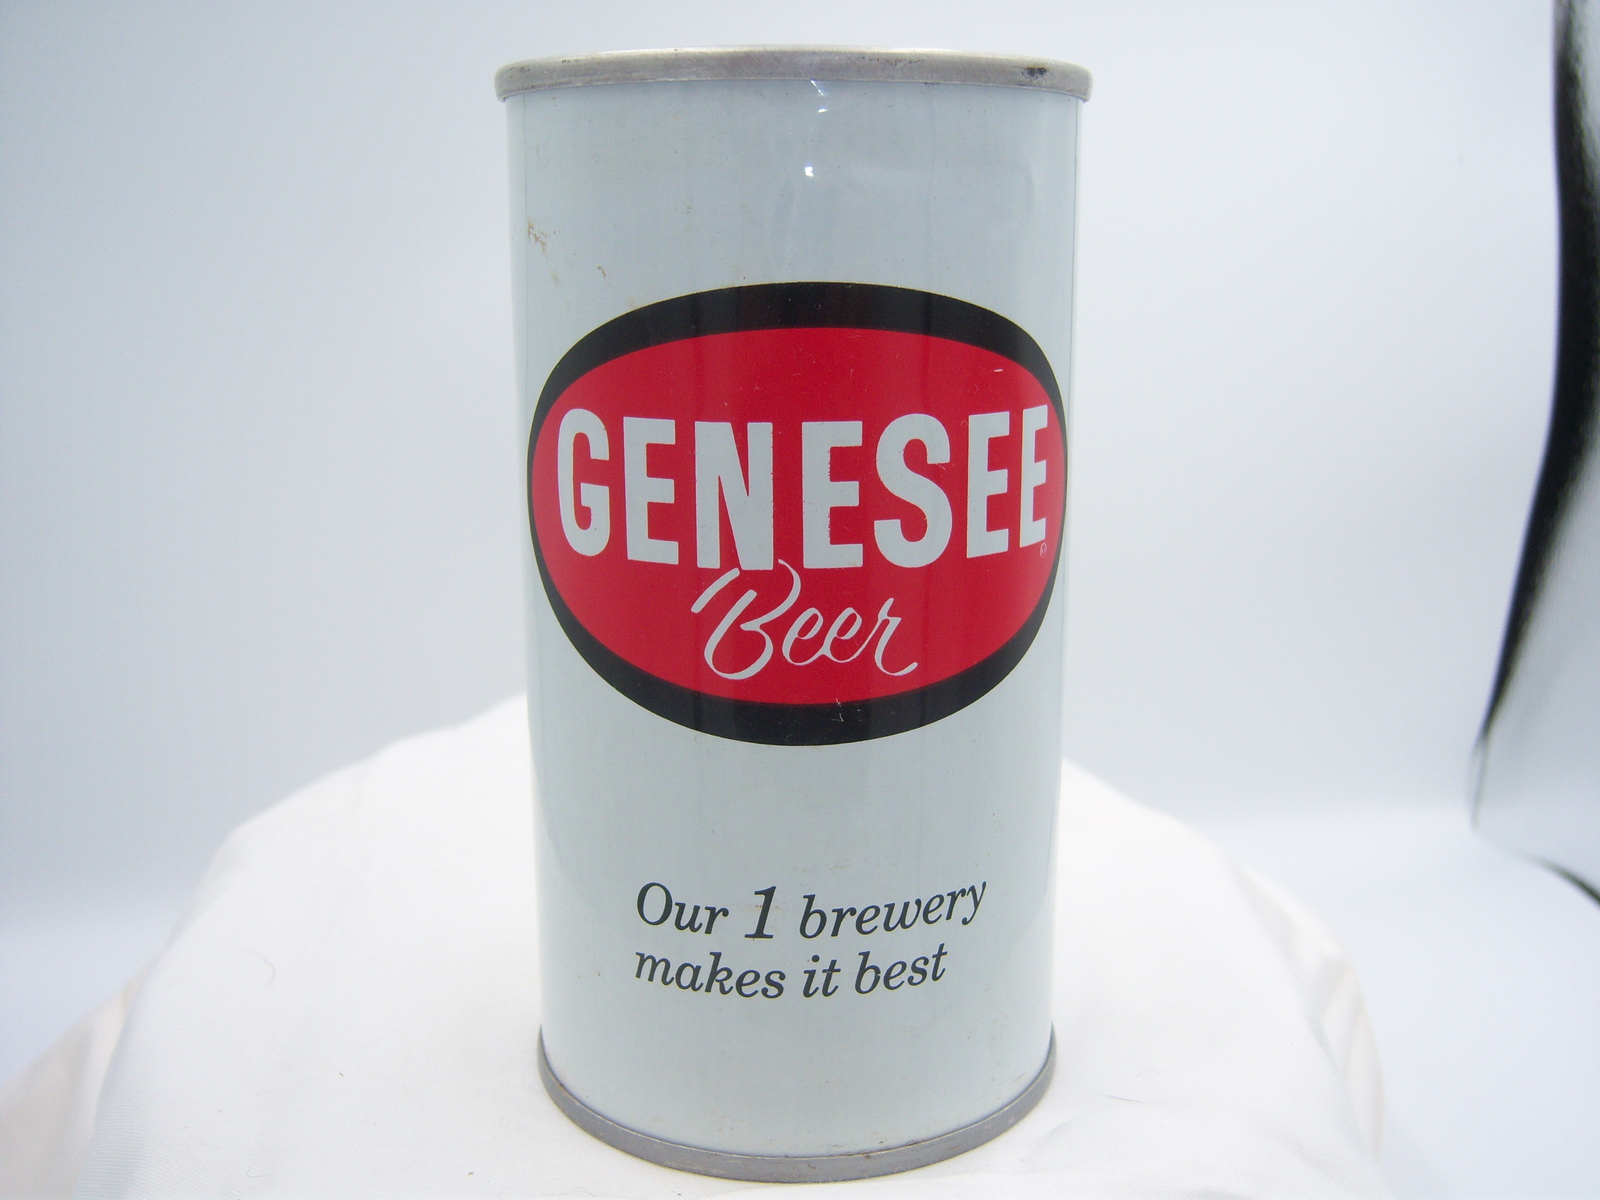 GENESEE
®
Beer
Our 1 brewery
makes it best